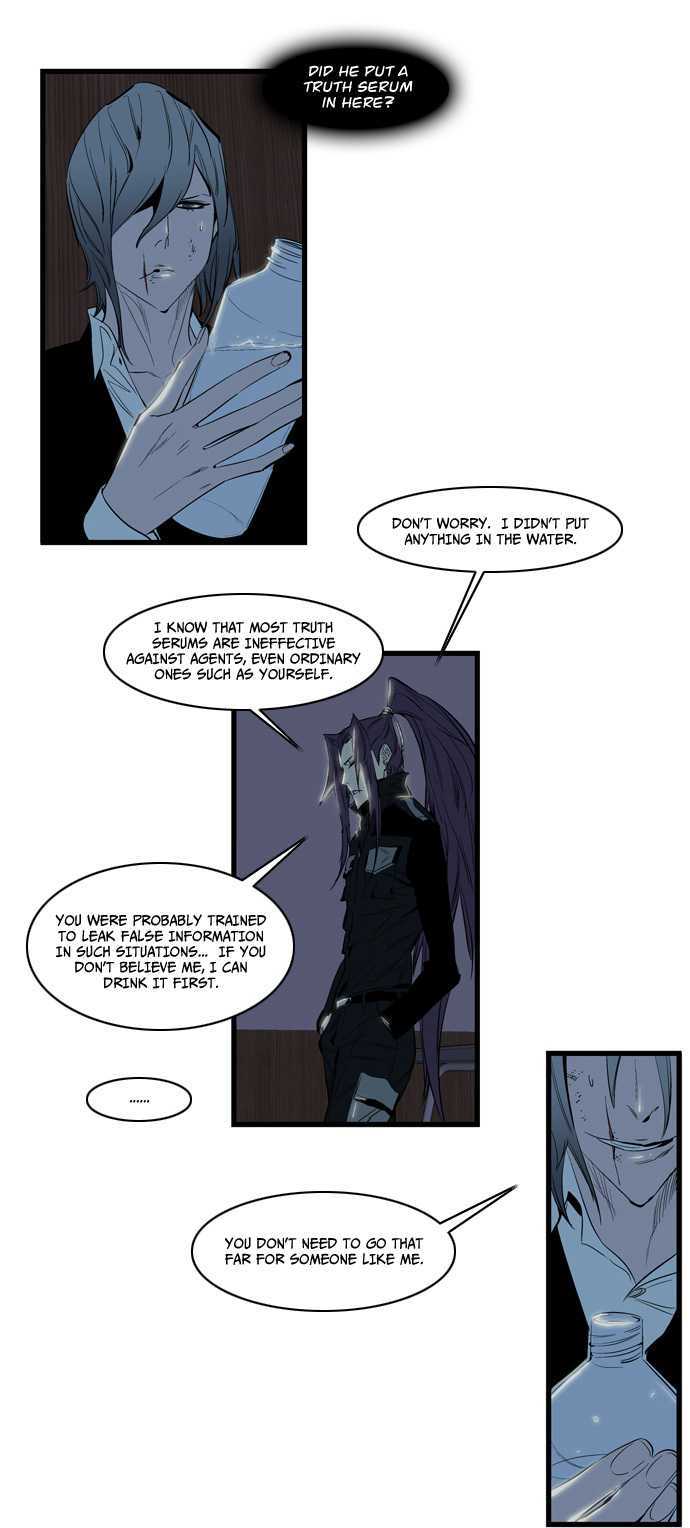 DID HE PUT A
TRUTH SERUM
IN HERE?
DON'T WORRY. I DIDN'T PUT
ANYTHING IN THE WATER.
I KNOW THAT MOST TRUTH
SERUMS ARE INEFFECTIVE
AGAINST AGENTS, EVEN ORDINARY
ONES SUCH AS YOURSELF.
YOU WERE PROBABLY TRAINED
TO LEAK FALSE INFORMATION
IN SUCH SITUATIONS... IF YOU
DON'T BELIEVE ME, I CAN
DRINK IT FIRST.
......
YOU DON'T NEED TO GO THAT
FAR FOR SOMEONE LIKE ME.